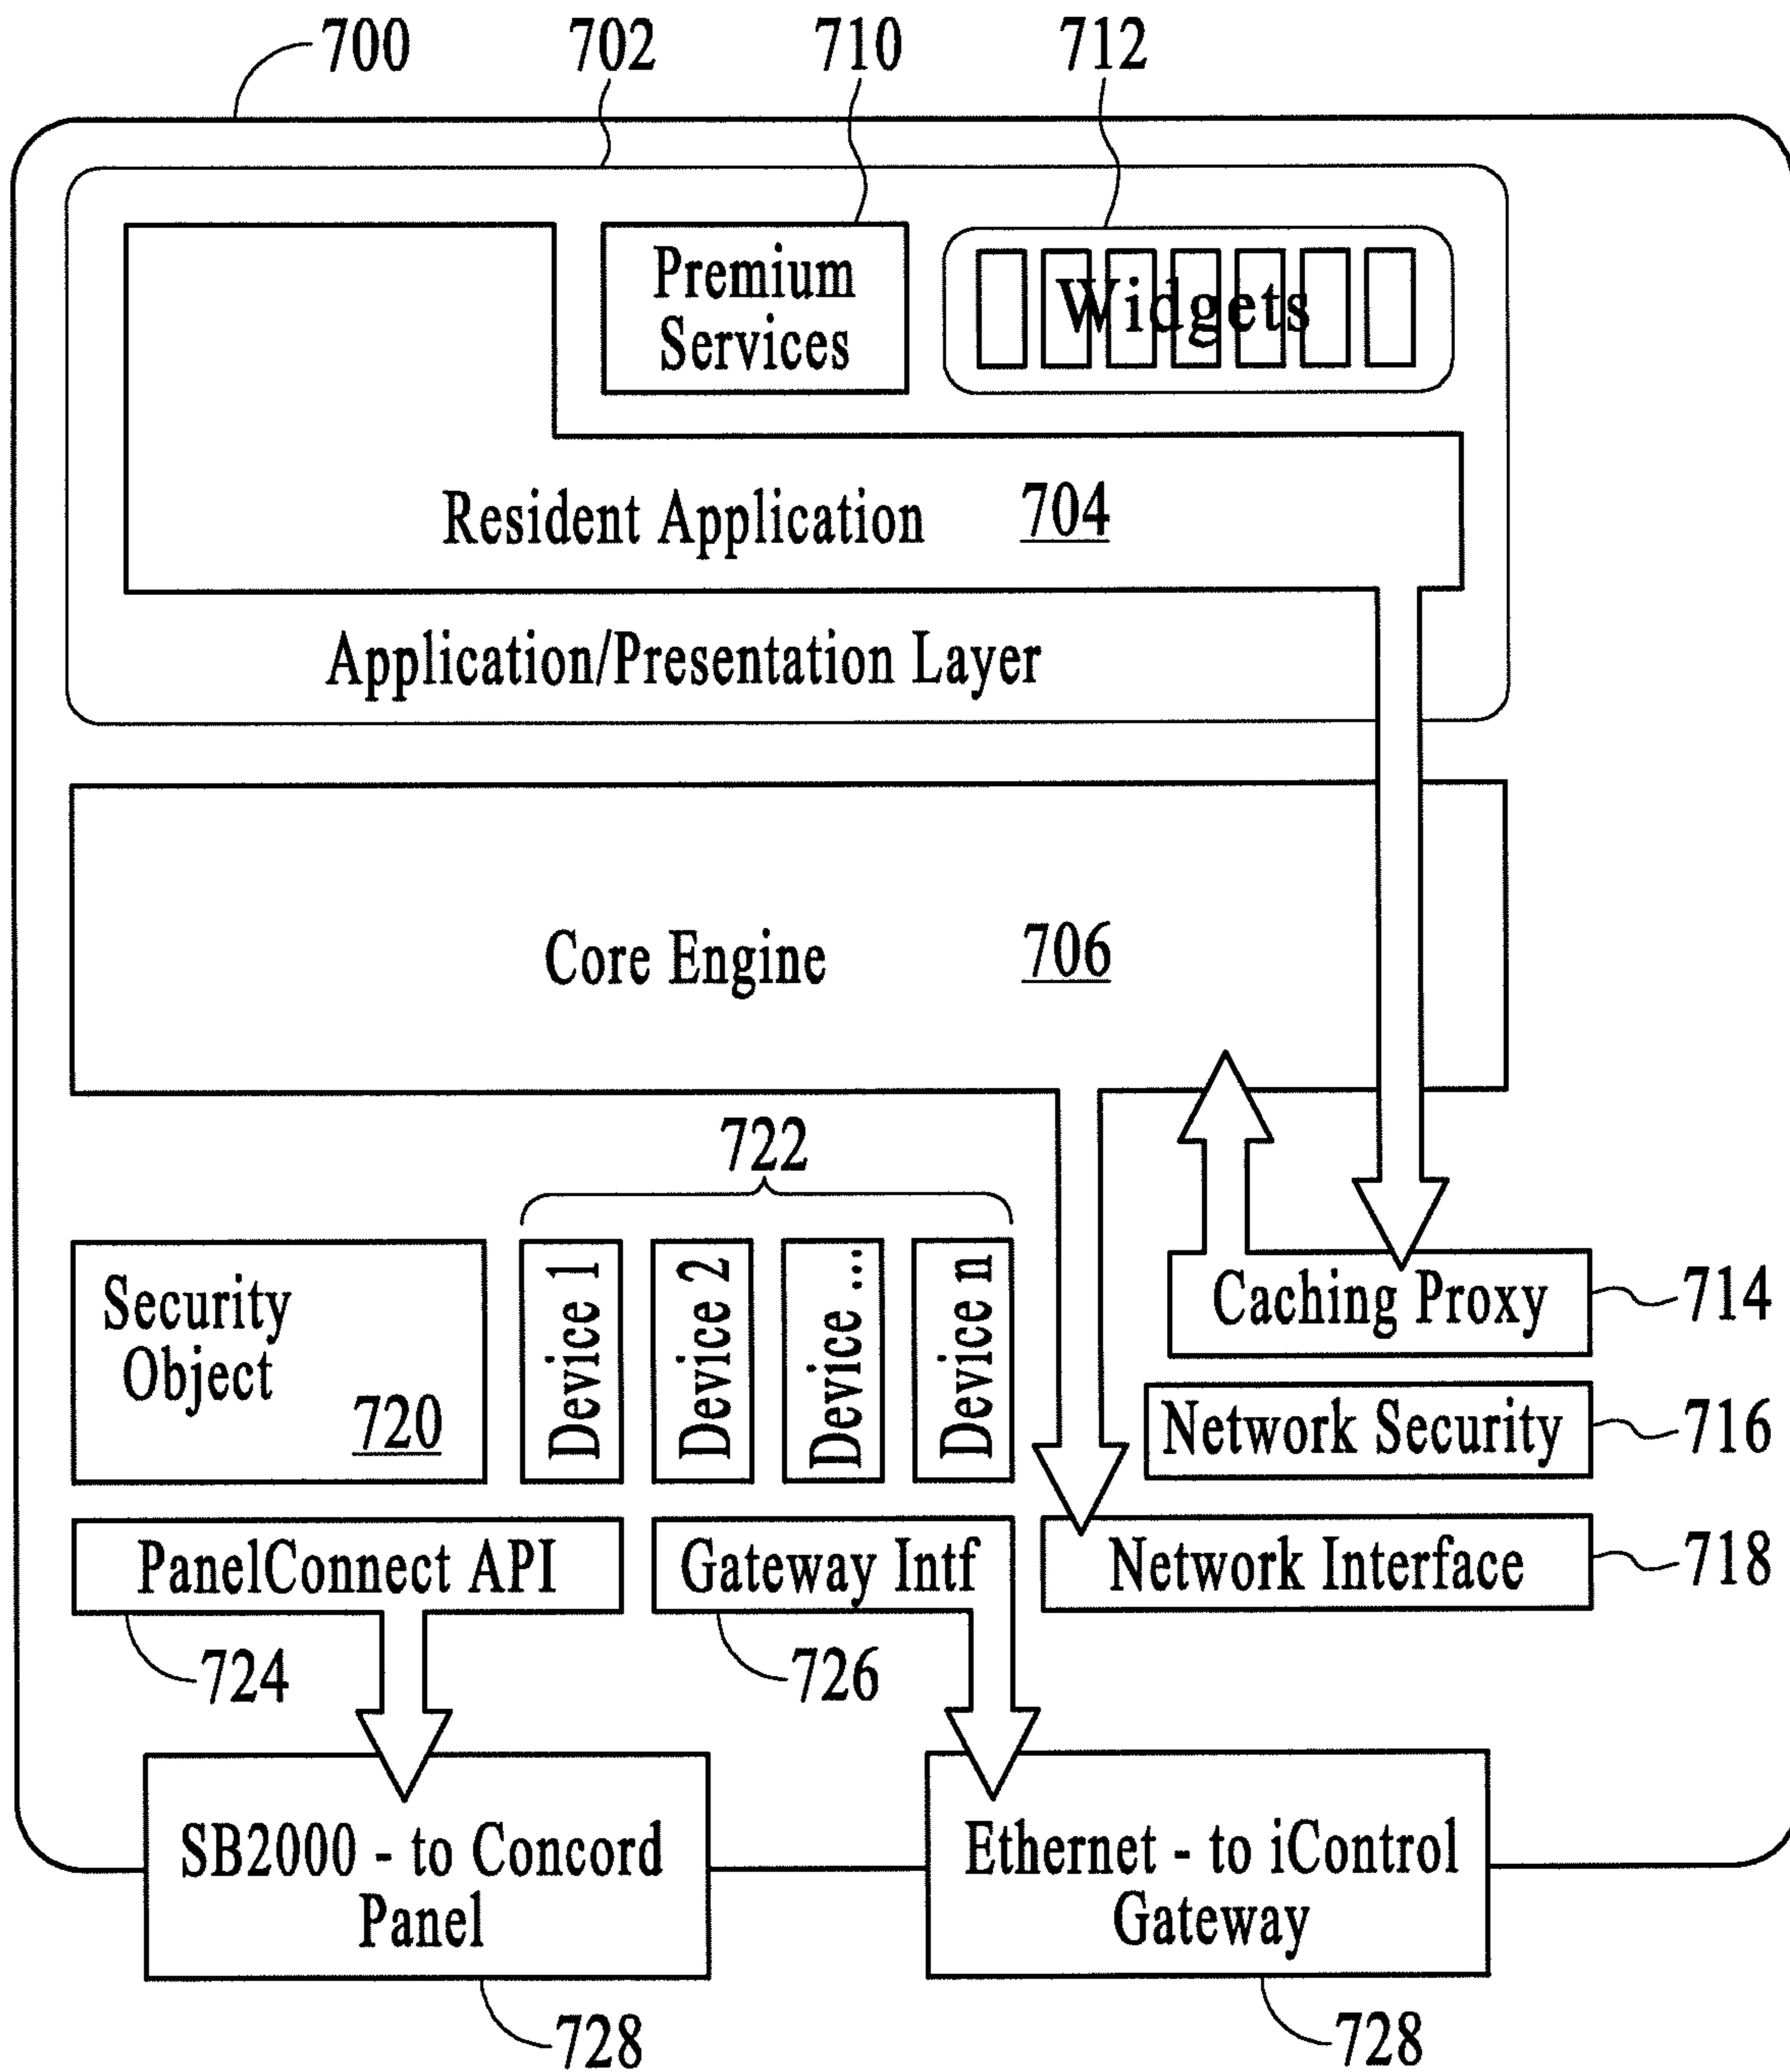 700
702
710
712
Premium
Services
Widgets
Resident Application 704
Application/Presentation Layer
Core Engine 706
722
Security
Object
720
Device 1
Device 2
Device ...
Device n
Caching Proxy
714
Network Security
716
PanelConnect API
Gateway Intf
Network Interface
718
724
726
SB2000 - to Concord
Panel
Ethernet - to iControl
Gateway
728
728